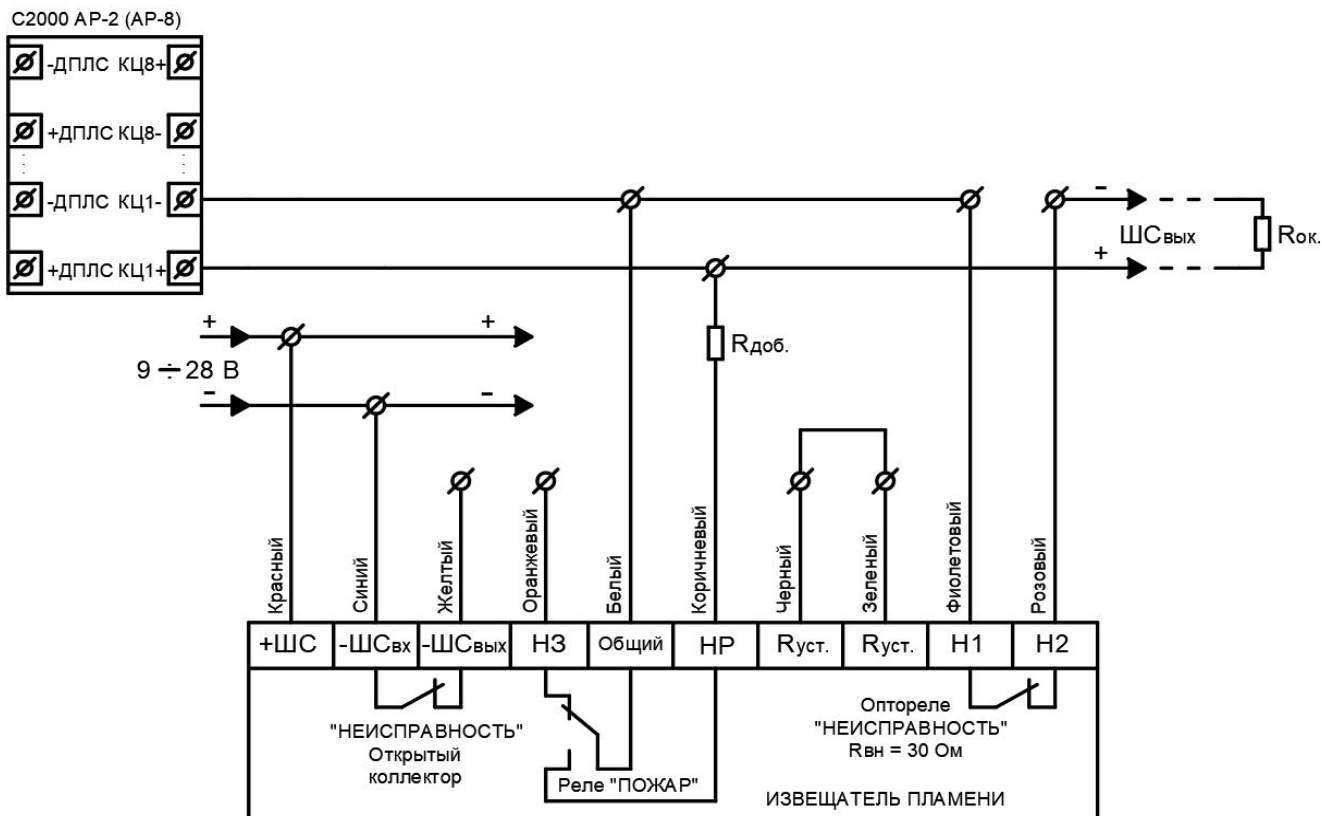 С2000 АР-2 (АР-8)
-ДПЛС КЦ8+
+ДПЛС КЦ8-
-ДПЛС КЦ1-
+ДПЛС КЦ1+
-
ШСвых
+
Rок.
+ +
9 ÷ 28 В
- -
Rдоб.
Красный
Синий
Желтый
Оранжевый
Белый
Коричневый
Черный
Зеленый
Фиолетовый
Розовый
+ШС -ШСвх -ШСвых НЗ Общий НР Rуст. Rуст. Н1 Н2
"НЕИСПРАВНОСТЬ"
Открытый
коллектор
Реле "ПОЖАР"
Оптореле
"НЕИСПРАВНОСТЬ"
Rвн = 30 Ом
ИЗВЕЩАТЕЛЬ ПЛАМЕНИ